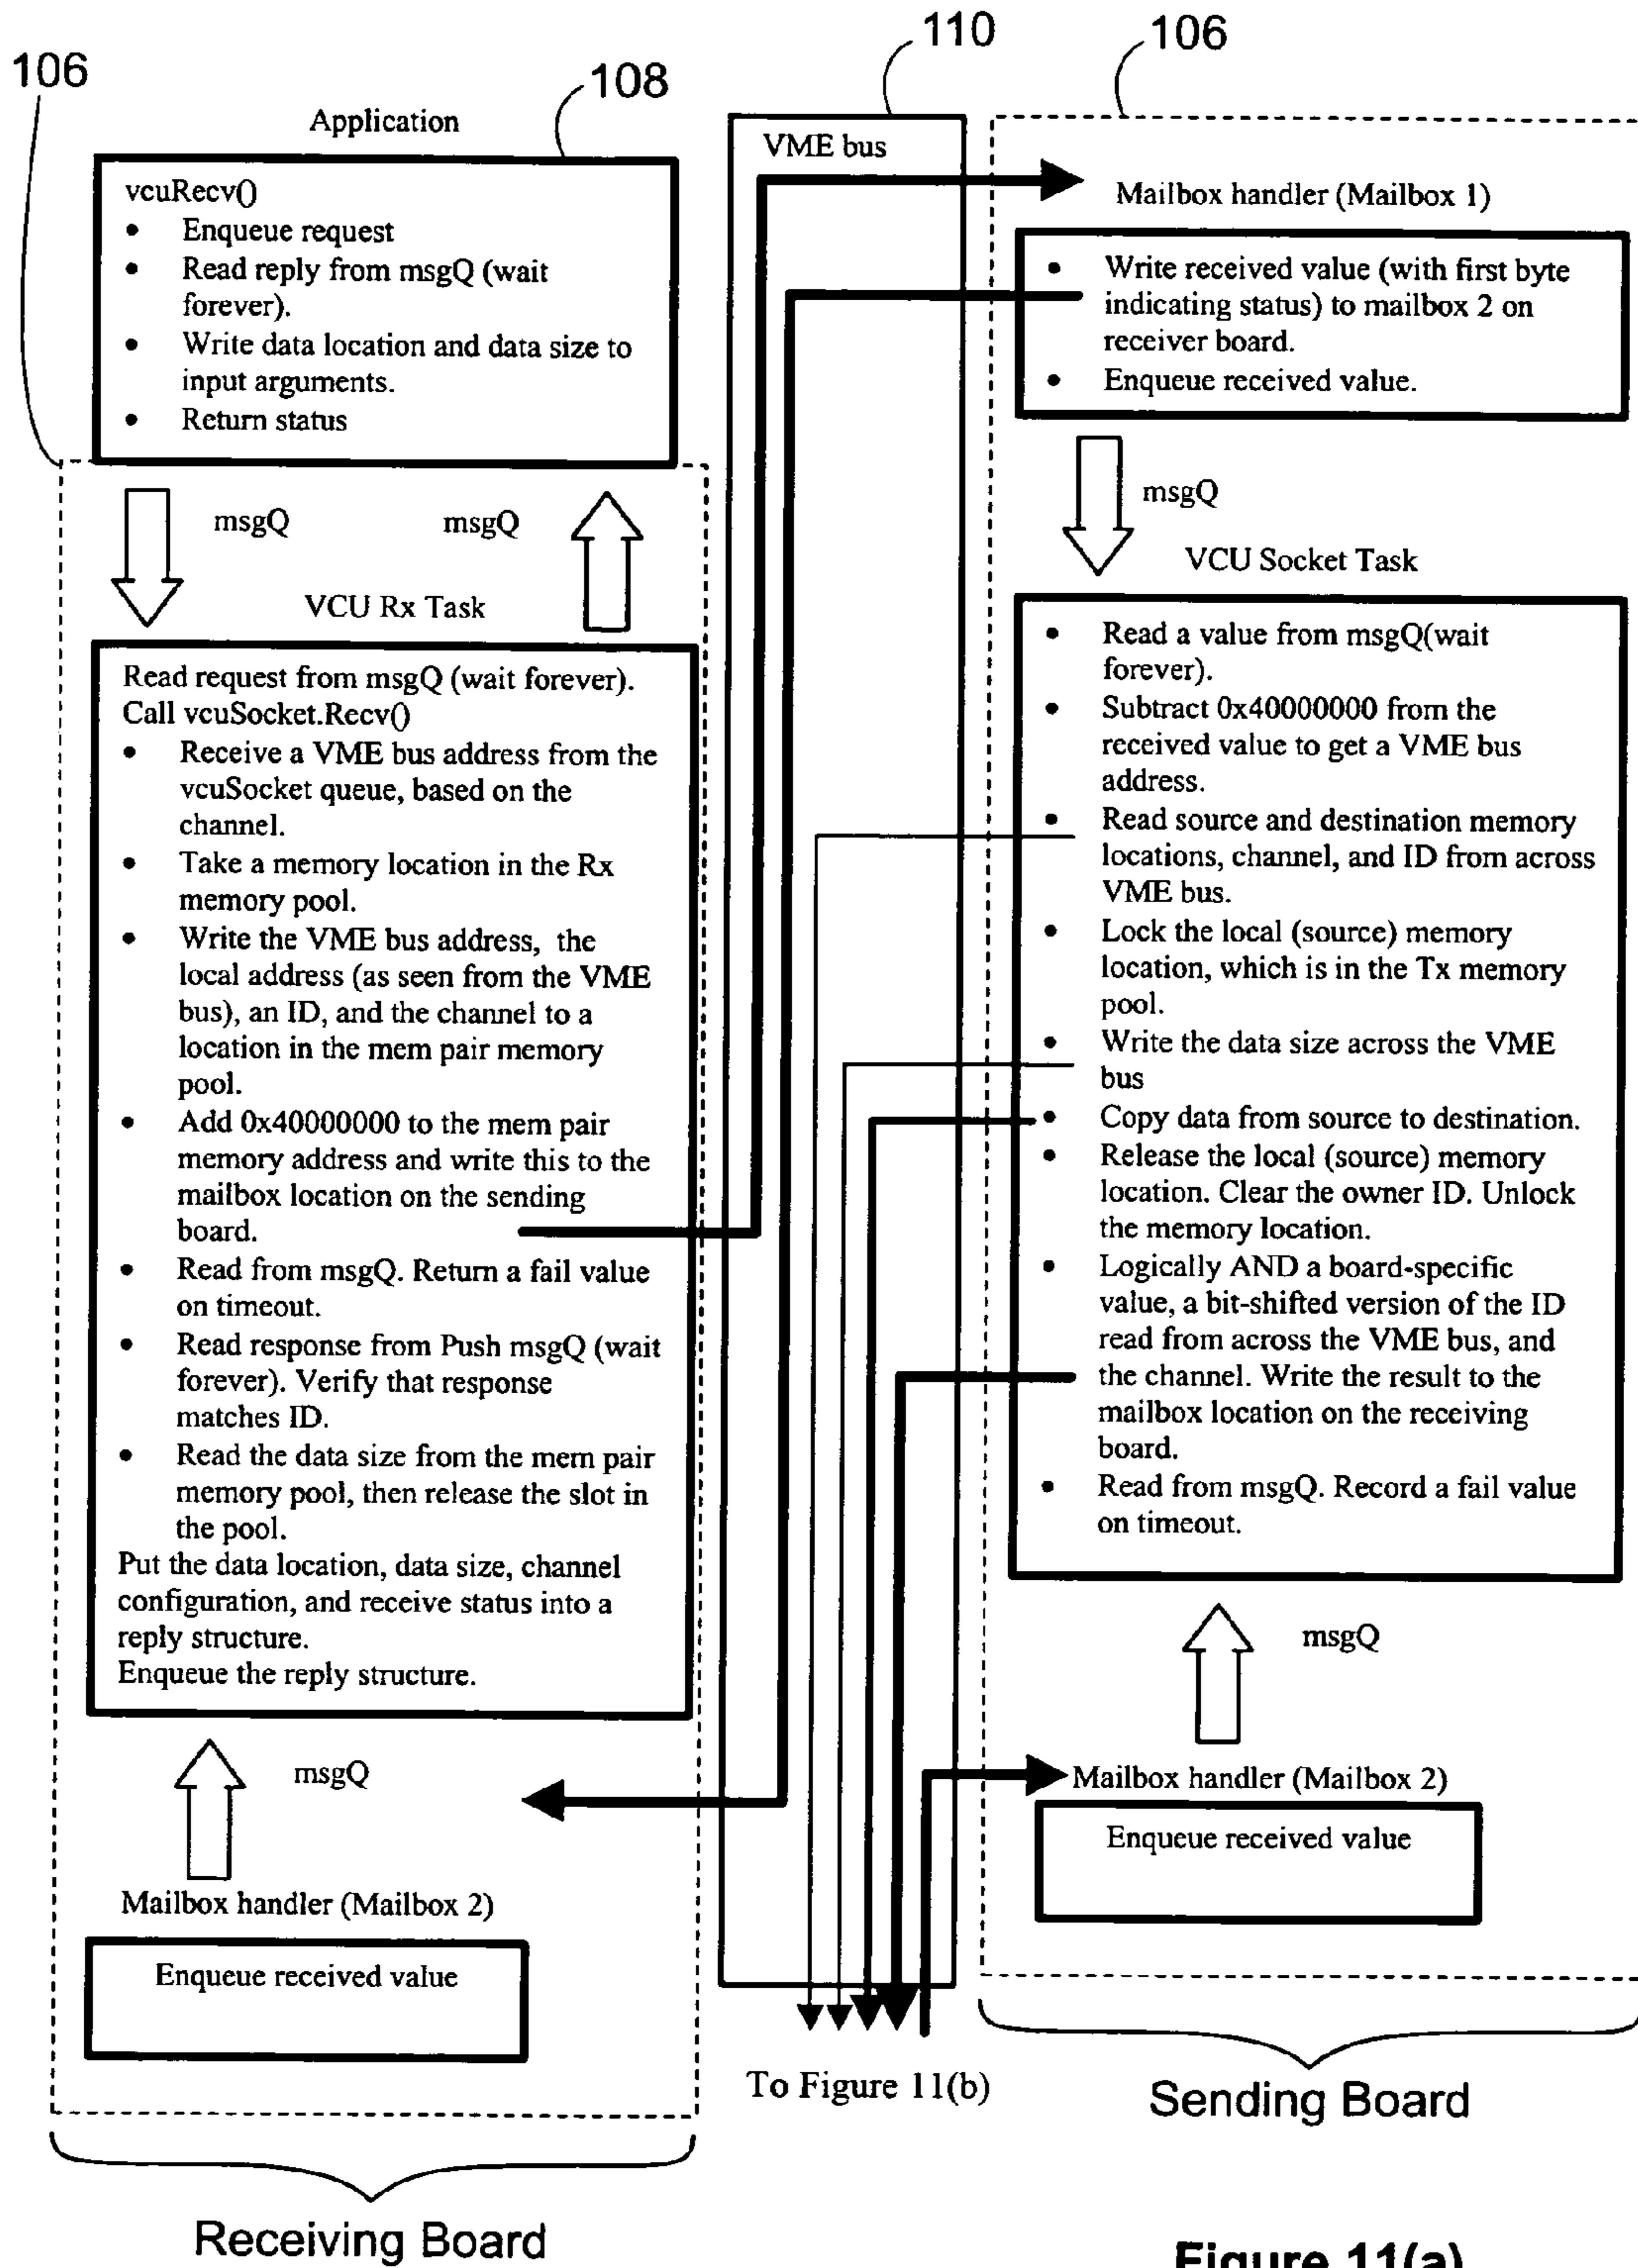 106
108
110
106
Application
vcuRecv()
• Enqueue request
• Read reply from msgQ (wait
forever).
• Write data location and data size to
input arguments.
• Return status
msgQ
msgQ
VCU Rx Task
Read request from msgQ (wait forever).
Call vcuSocket.Recv()
• Receive a VME bus address from the
vcuSocket queue, based on the
channel.
• Take a memory location in the Rx
memory pool.
• Write the VME bus address, the
local address (as seen from the VME
bus), an ID, and the channel to a
location in the mem pair memory
pool.
• Add 0x40000000 to the mem pair
memory address and write this to the
mailbox location on the sending
board.
• Read from msgQ. Return a fail value
on timeout.
• Read response from Push msgQ (wait
forever). Verify that response
matches ID.
• Read the data size from the mem pair
memory pool, then release the slot in
the pool.
Put the data location, data size, channel
configuration, and receive status into a
reply structure.
Enqueue the reply structure.
msgQ
Mailbox handler (Mailbox 2)
Enqueue received value
Receiving Board
VME bus
To Figure 11(b)
Mailbox handler (Mailbox 1)
• Write received value (with first byte
indicating status) to mailbox 2 on
receiver board.
• Enqueue received value.
msgQ
VCU Socket Task
• Read a value from msgQ(wait
forever).
• Subtract 0x40000000 from the
received value to get a VME bus
address.
• Read source and destination memory
locations, channel, and ID from across
VME bus.
• Lock the local (source) memory
location, which is in the Tx memory
pool.
• Write the data size across the VME
bus
• Copy data from source to destination.
• Release the local (source) memory
location. Clear the owner ID. Unlock
the memory location.
• Logically AND a board-specific
value, a bit-shifted version of the ID
read from across the VME bus, and
the channel. Write the result to the
mailbox location on the receiving
board.
• Read from msgQ. Record a fail value
on timeout.
msgQ
Mailbox handler (Mailbox 2)
Enqueue received value
Sending Board
Figure 11(a)